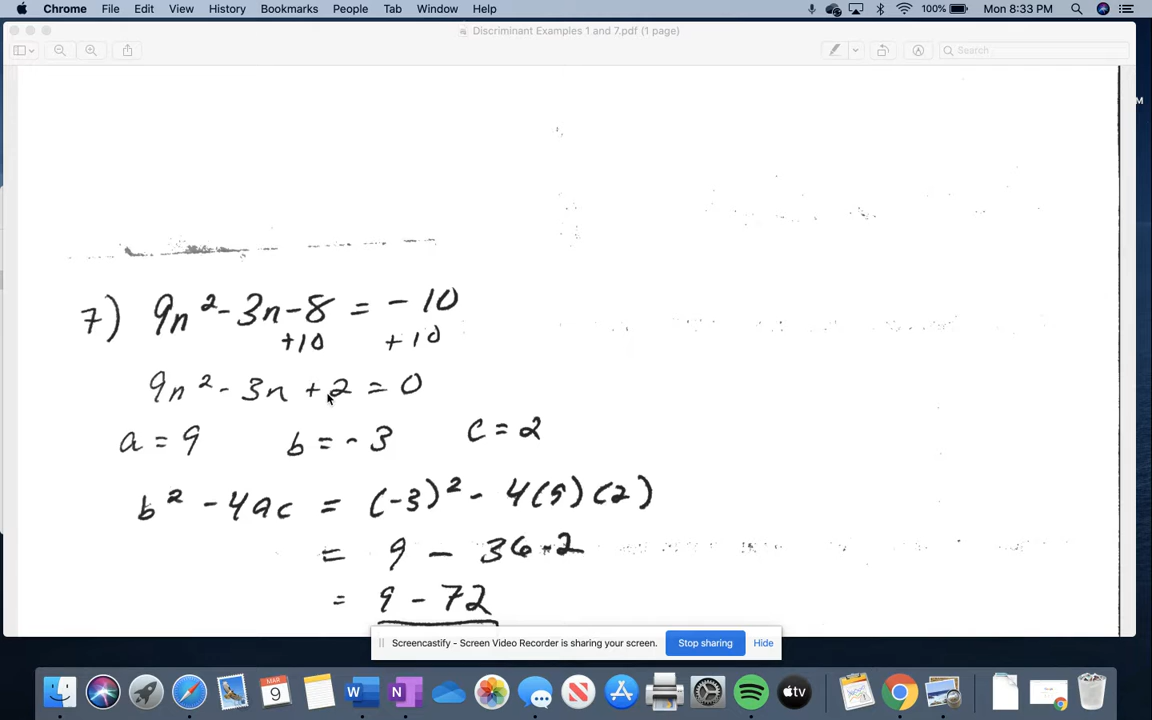 Chrome File Edit View History Bookmarks People Tab Window Help 100% Mon 8:33 PM
Discriminant Examples 1 and 7.pdf (1 page)
Search
M
7) 9n² - 3n - 8 = - 10
+10 +10
9n² - 3n + 2 = 0
a = 9 b = - 3 c = 2
b² - 4ac = (-3)² - 4(9)(2)
= 9 - 36·2
= 9 - 72
Screencastify - Screen Video Recorder is sharing your screen. Stop sharing Hide
MAR
9
W N tv